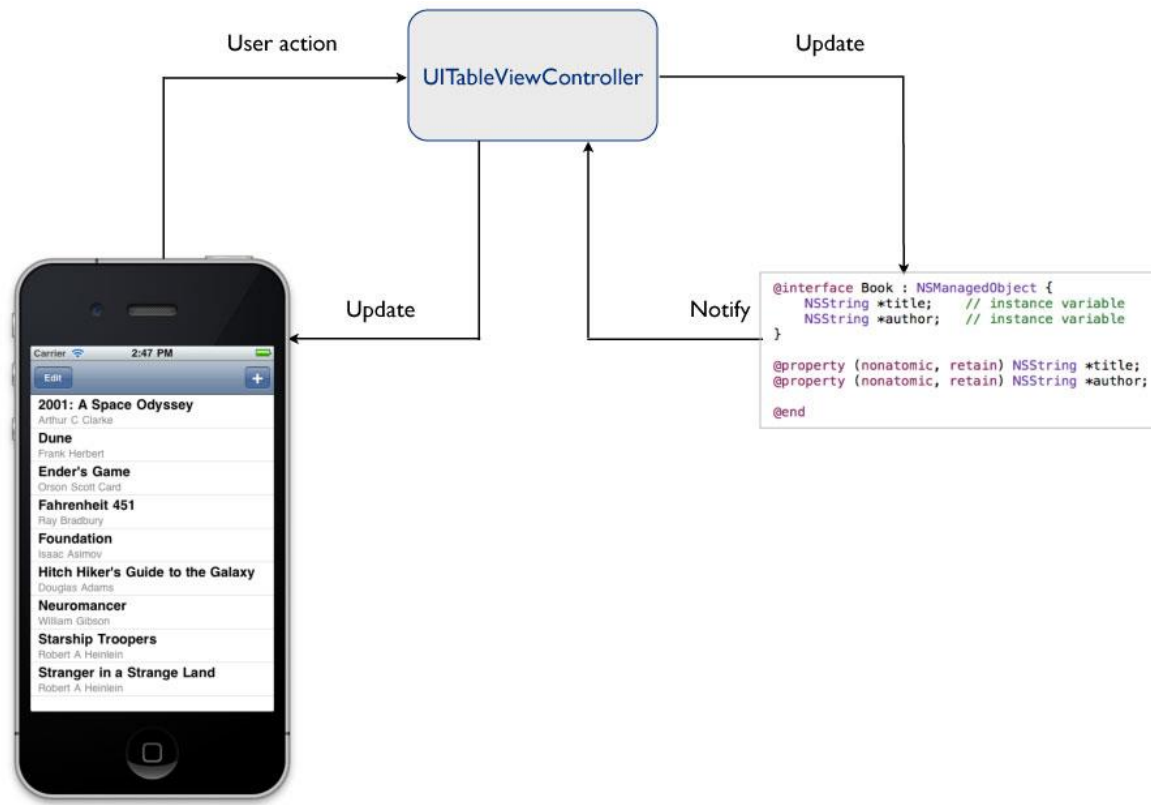 User action
UITableViewController
Update
Update
Notify
@interface Book : NSManagedObject {
    NSString *title;    // instance variable
    NSString *author;   // instance variable
}
@property (nonatomic, retain) NSString *title;
@property (nonatomic, retain) NSString *author;
@end
Carrier 2:47 PM
Edit +
2001: A Space Odyssey
Arthur C Clarke
Dune
Frank Herbert
Ender's Game
Orson Scott Card
Fahrenheit 451
Ray Bradbury
Foundation
Isaac Asimov
Hitch Hiker's Guide to the Galaxy
Douglas Adams
Neuromancer
William Gibson
Starship Troopers
Robert A Heinlein
Stranger in a Strange Land
Robert A Heinlein